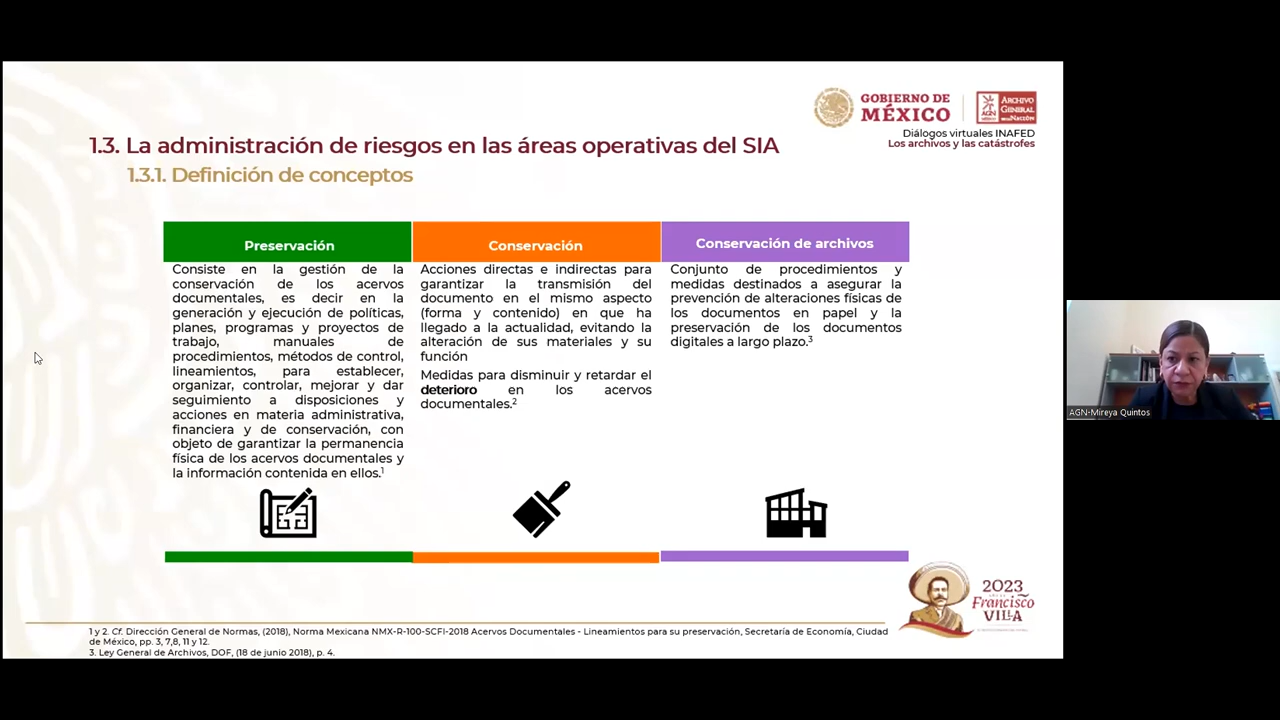 GOBIERNO DE
MÉXICO
AGN
ARCHIVO
GENERAL
DE LA NACIÓN
Diálogos virtuales INAFED
Los archivos y las catástrofes
1.3. La administración de riesgos en las áreas operativas del SIA
1.3.1. Definición de conceptos
Preservación
Consiste en la gestión de la
conservación de los acervos
documentales, es decir en la
generación y ejecución de políticas,
planes, programas y proyectos de
trabajo, manuales de
procedimientos, métodos de control,
lineamientos, para establecer,
organizar, controlar, mejorar y dar
seguimiento a disposiciones y
acciones en materia administrativa,
financiera y de conservación, con
objeto de garantizar la permanencia
física de los acervos documentales y
la información contenida en ellos.¹
Conservación
Acciones directas e indirectas para
garantizar la transmisión del
documento en el mismo aspecto
(forma y contenido) en que ha
llegado a la actualidad, evitando la
alteración de sus materiales y su
función
Medidas para disminuir y retardar el
deterioro en los acervos
documentales.²
Conservación de archivos
Conjunto de procedimientos y
medidas destinados a asegurar la
prevención de alteraciones físicas de
los documentos en papel y la
preservación de los documentos
digitales a largo plazo.³
AGN-Mireya Quintos
2023
Francisco
VILLA
1 y 2. Cf. Dirección General de Normas, (2018), Norma Mexicana NMX-R-100-SCFI-2018 Acervos Documentales - Lineamientos para su preservación, Secretaría de Economía, Ciudad
de México, pp. 3, 7,8, 11 y 12.
3. Ley General de Archivos, DOF, (18 de junio 2018), p. 4.